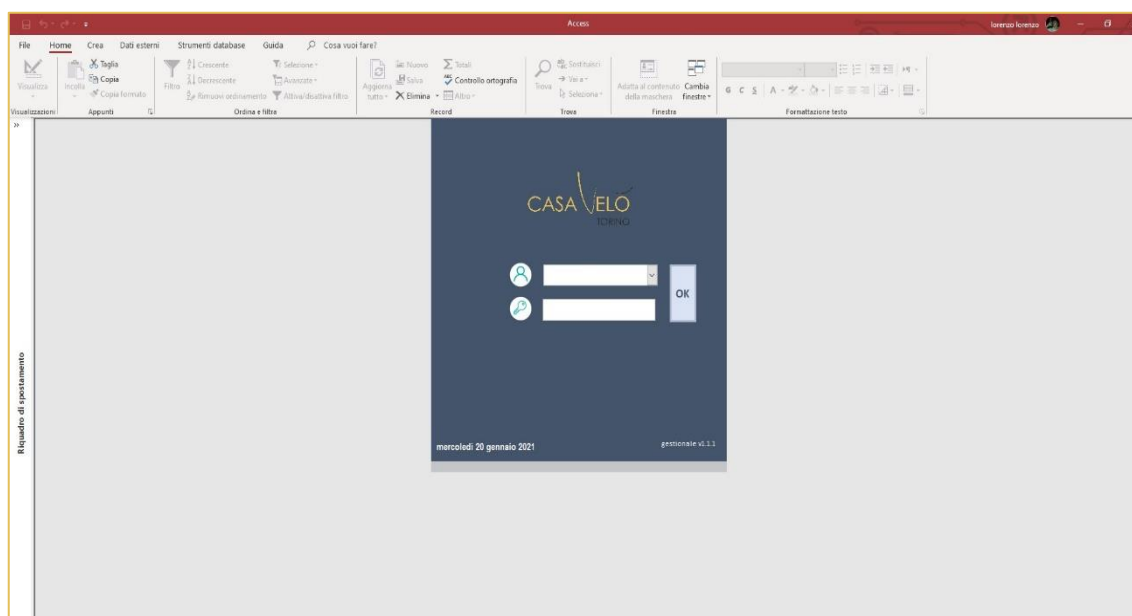 Access
lorenzo lorenzo
File Home Crea Dati esterni Strumenti database Guida Cosa vuoi fare?
Visualizza
Incolla
Taglia
Copia
Copia formato
Filtro
Crescente
Decrescente
Rimuovi ordinamento
Selezione
Avanzate
Attiva/disattiva filtro
Aggiorna
tutto
Nuovo
Salva
Elimina
Totali
Controllo ortografia
Altro
Trova
Sostituisci
Vai a
Seleziona
Adatta al contenuto
della maschera
Cambia
finestre
G C S A
Visualizzazioni Appunti Ordina e filtra Record Trova Finestra Formattazione testo
CASA VELÒ
TORINO
OK
Riquadro di spostamento
mercoledì 20 gennaio 2021
gestionale v1.1.1